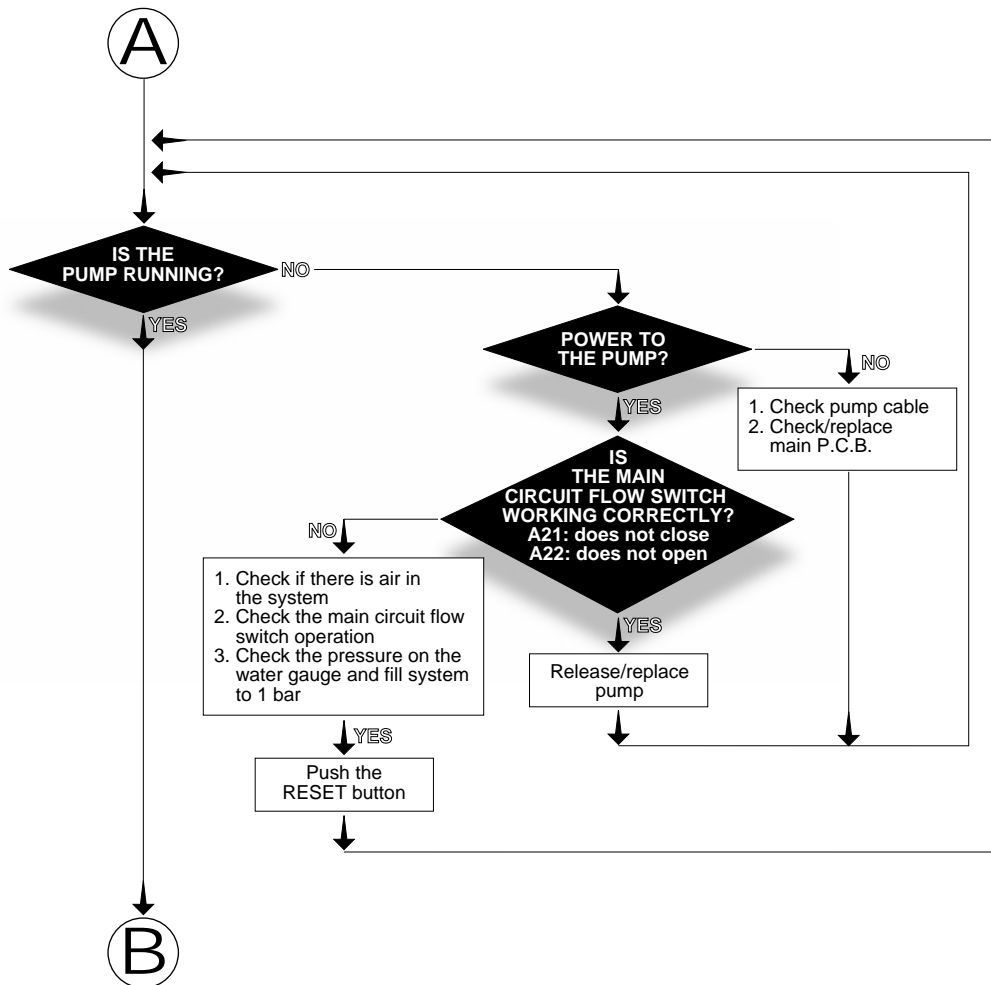 A
IS THE
PUMP RUNNING?
NO
YES
POWER TO
THE PUMP?
NO
YES
1. Check pump cable
2. Check/replace
main P.C.B.
IS
THE MAIN
CIRCUIT FLOW SWITCH
WORKING CORRECTLY?
A21: does not close
A22: does not open
NO
1. Check if there is air in
the system
2. Check the main circuit flow
switch operation
3. Check the pressure on the
water gauge and fill system
to 1 bar
YES
Release/replace
pump
YES
Push the
RESET button
B